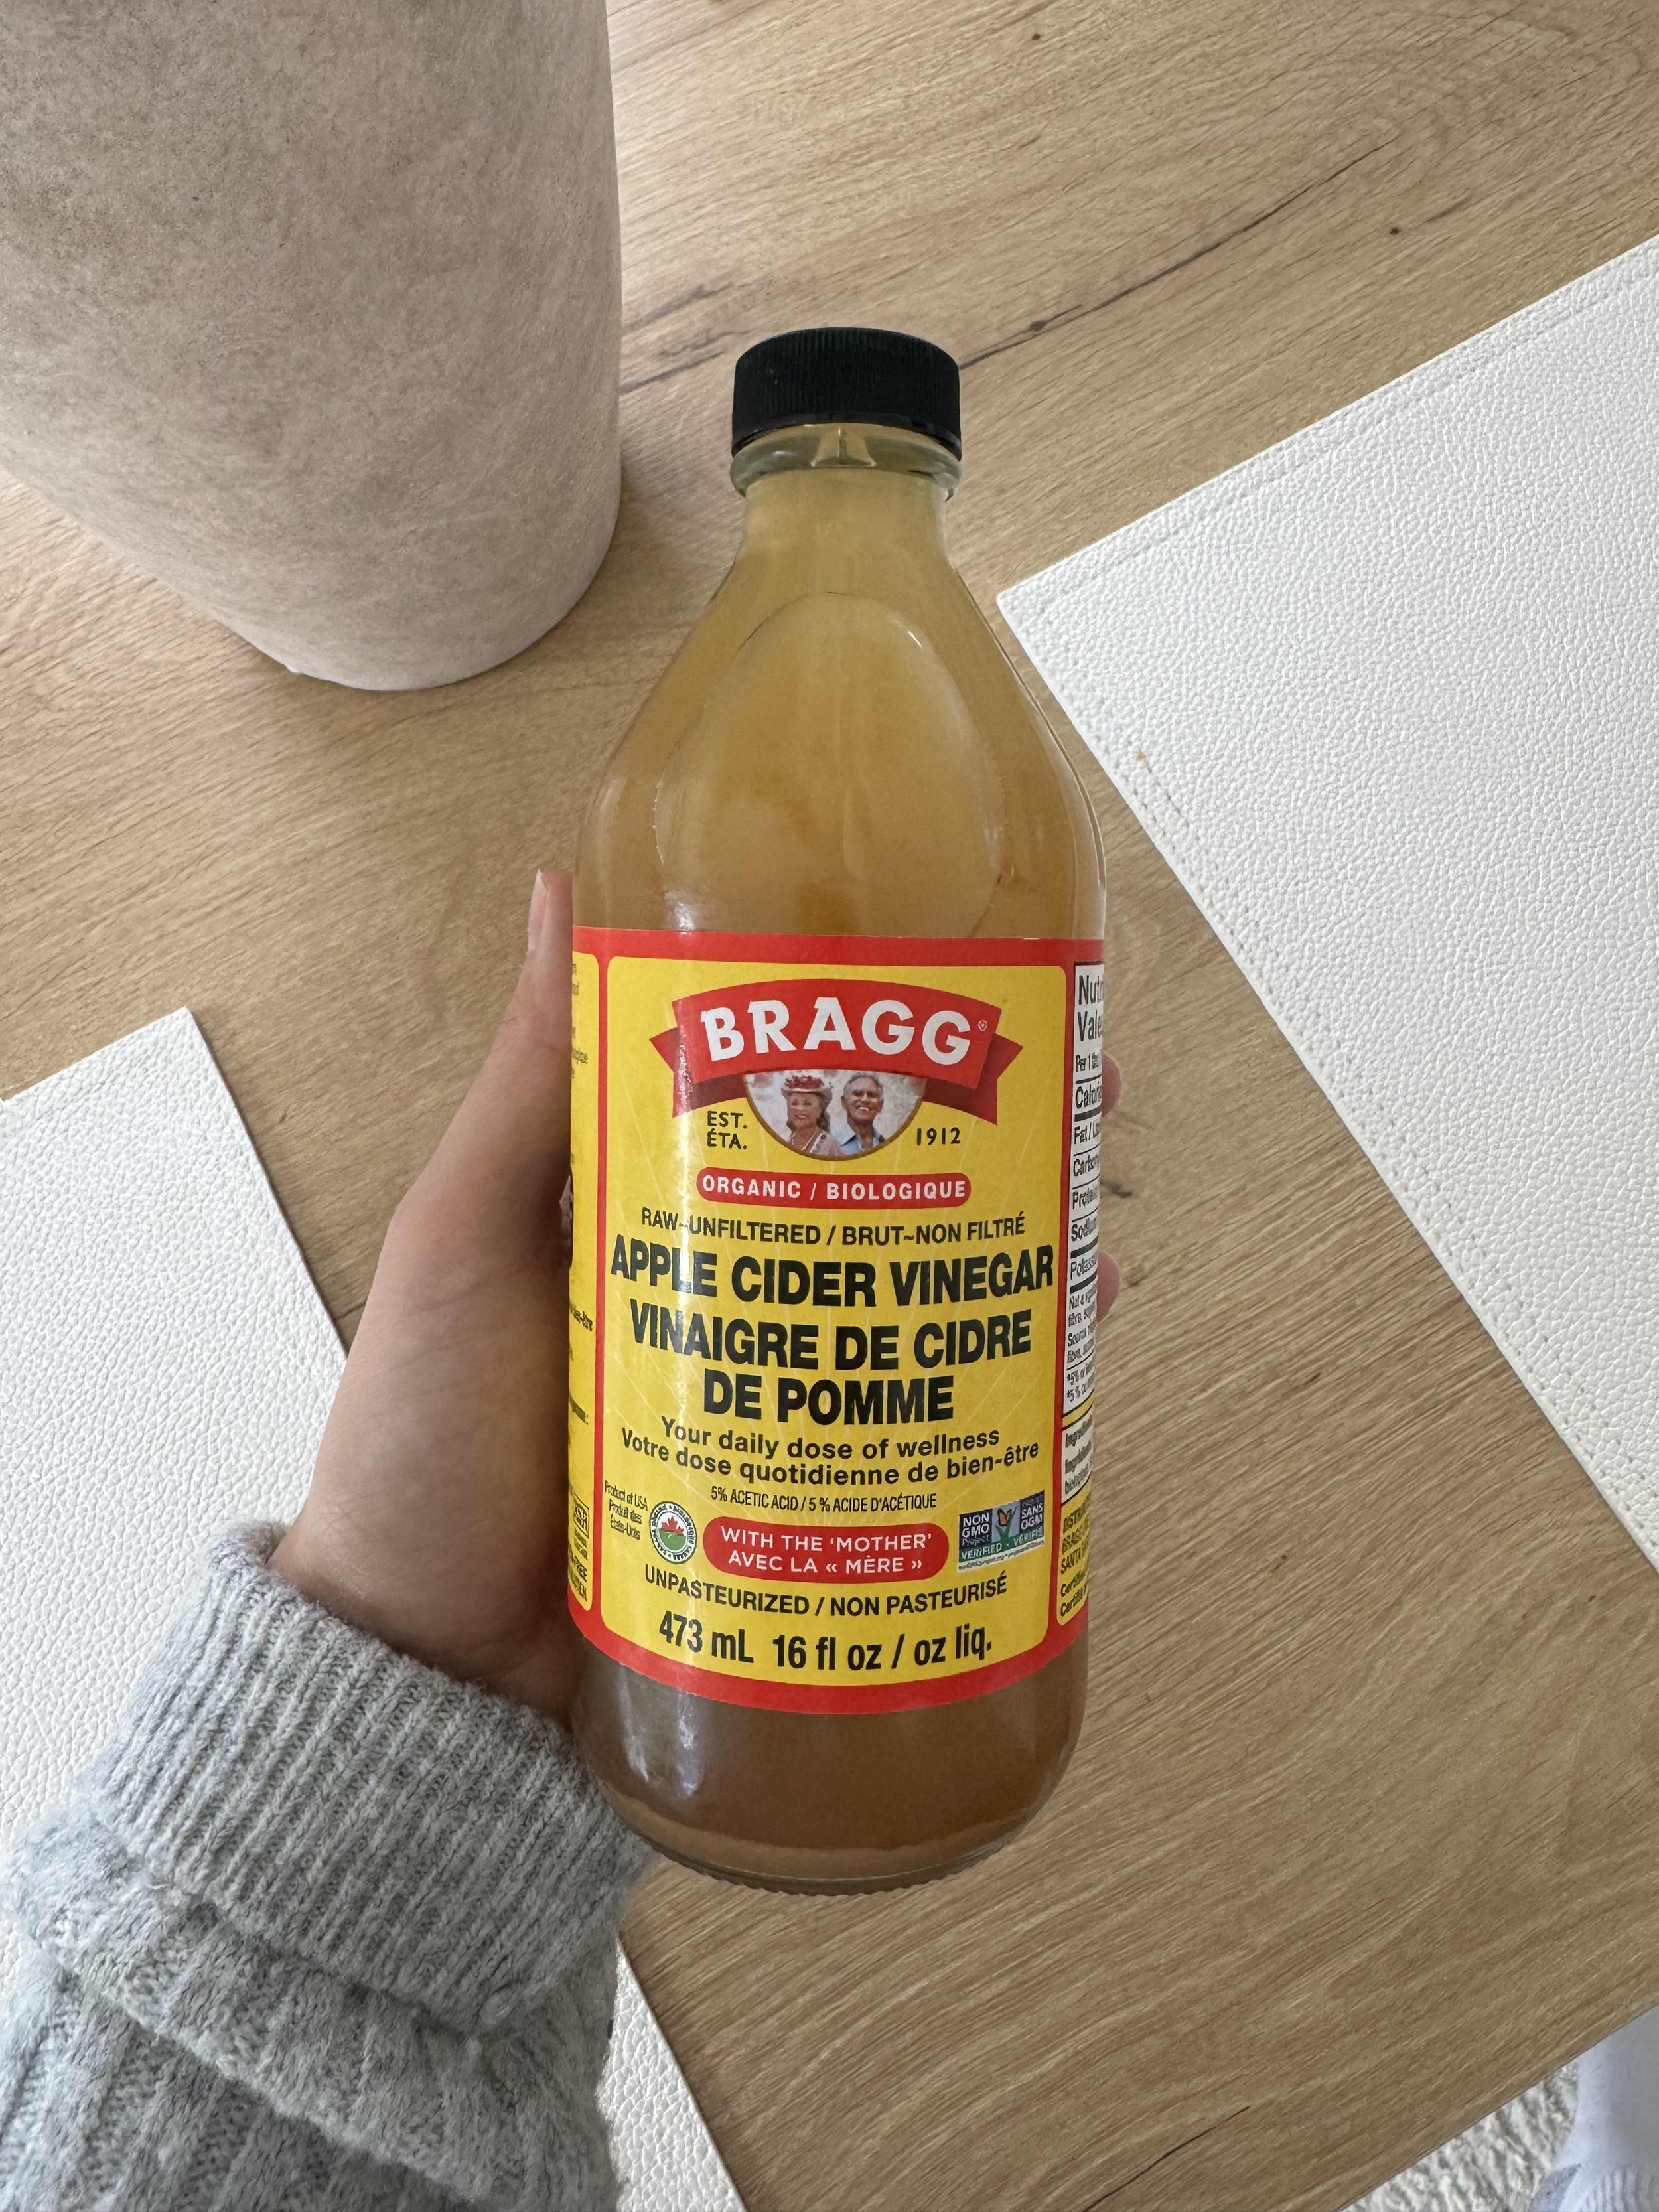 BRAGG®
EST.
ÉTA.
1912
ORGANIC / BIOLOGIQUE
RAW~UNFILTERED / BRUT~NON FILTRÉ
APPLE CIDER VINEGAR
VINAIGRE DE CIDRE
DE POMME
Your daily dose of wellness
Votre dose quotidienne de bien-être
5% ACETIC ACID / 5 % ACIDE D'ACÉTIQUE
Product of USA
Produit des
États-Unis
WITH THE 'MOTHER'
AVEC LA « MÈRE »
NON
GMO
Project
SANS
OGM
VERIFIED
VÉRIFIÉ
UNPASTEURIZED / NON PASTEURISÉ
473 mL 16 fl oz / oz liq.
Per 1
Fat /